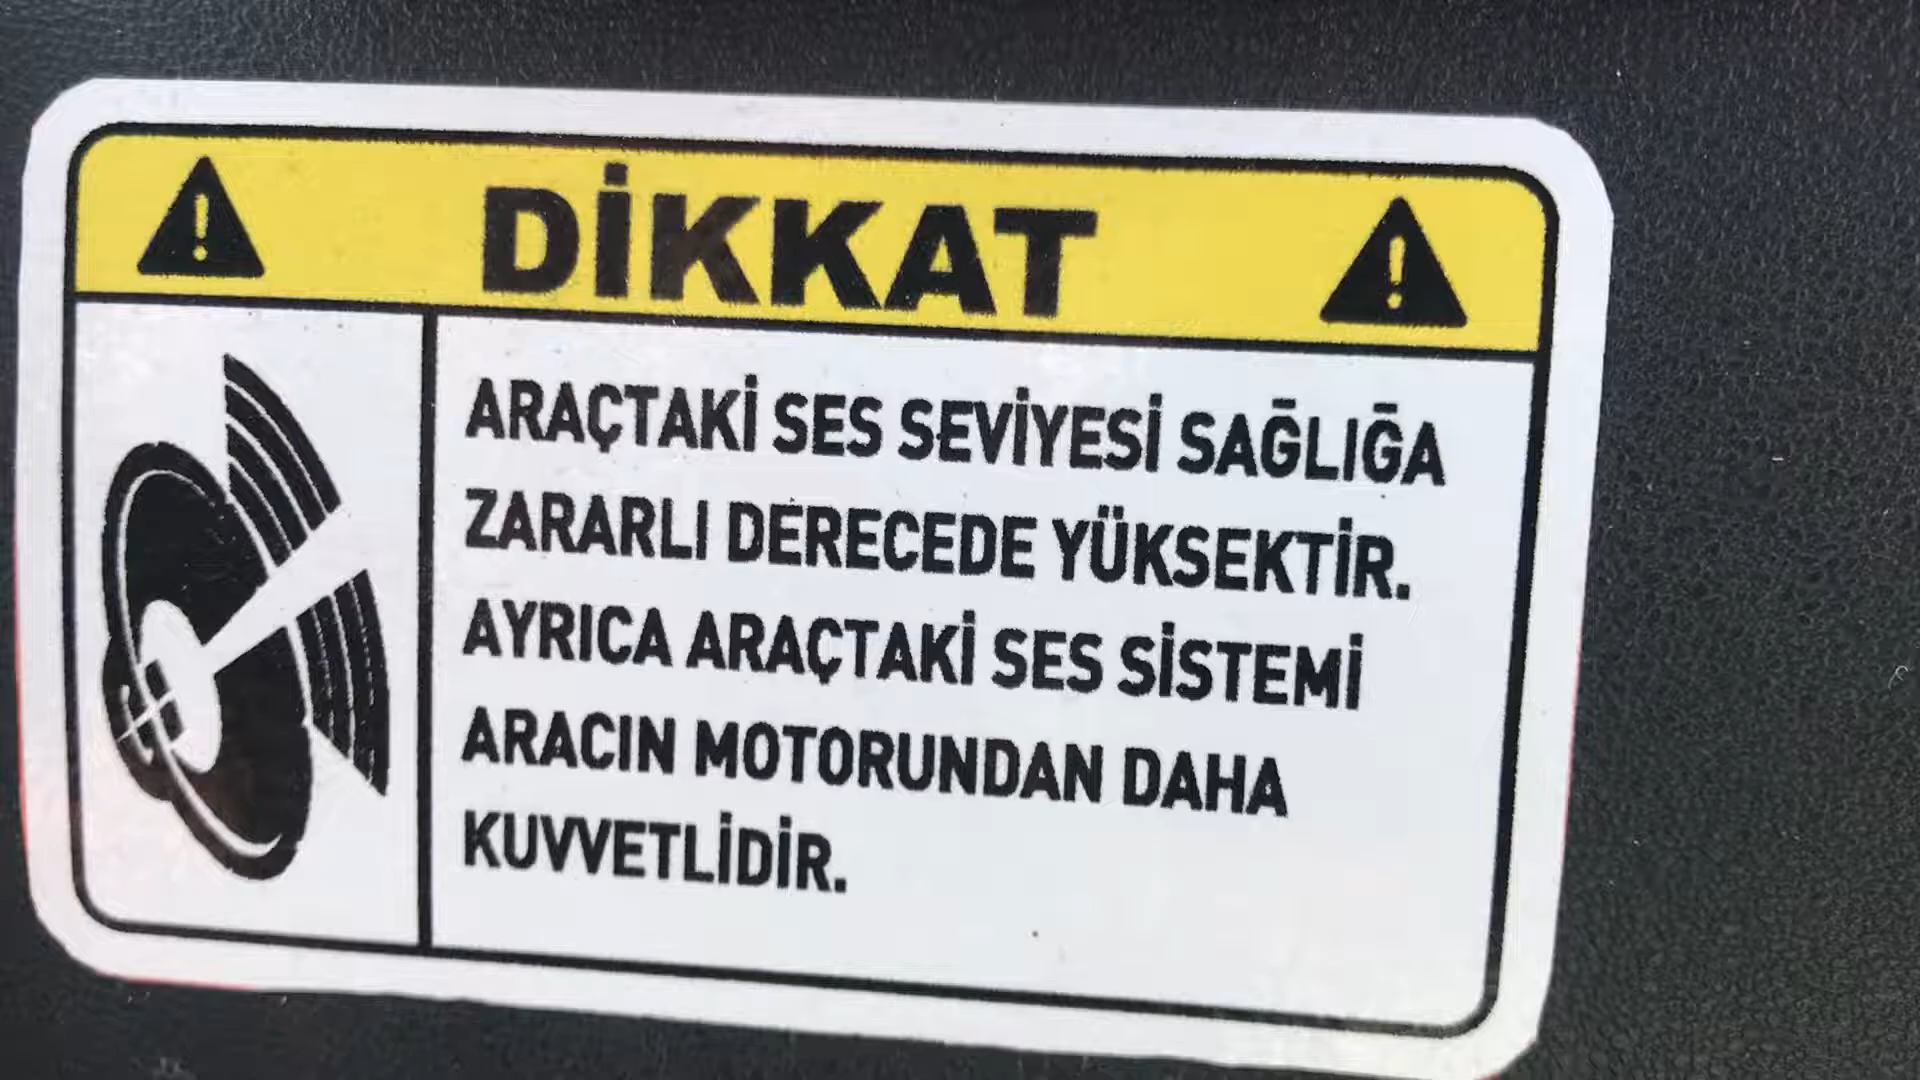 DİKKAT
ARAÇTAKİ SES SEVİYESİ SAĞLIĞA
ZARARLI DERECEDE YÜKSEKTİR.
AYRICA ARAÇTAKİ SES SİSTEMİ
ARACIN MOTORUNDAN DAHA
KUVVETLİDİR.